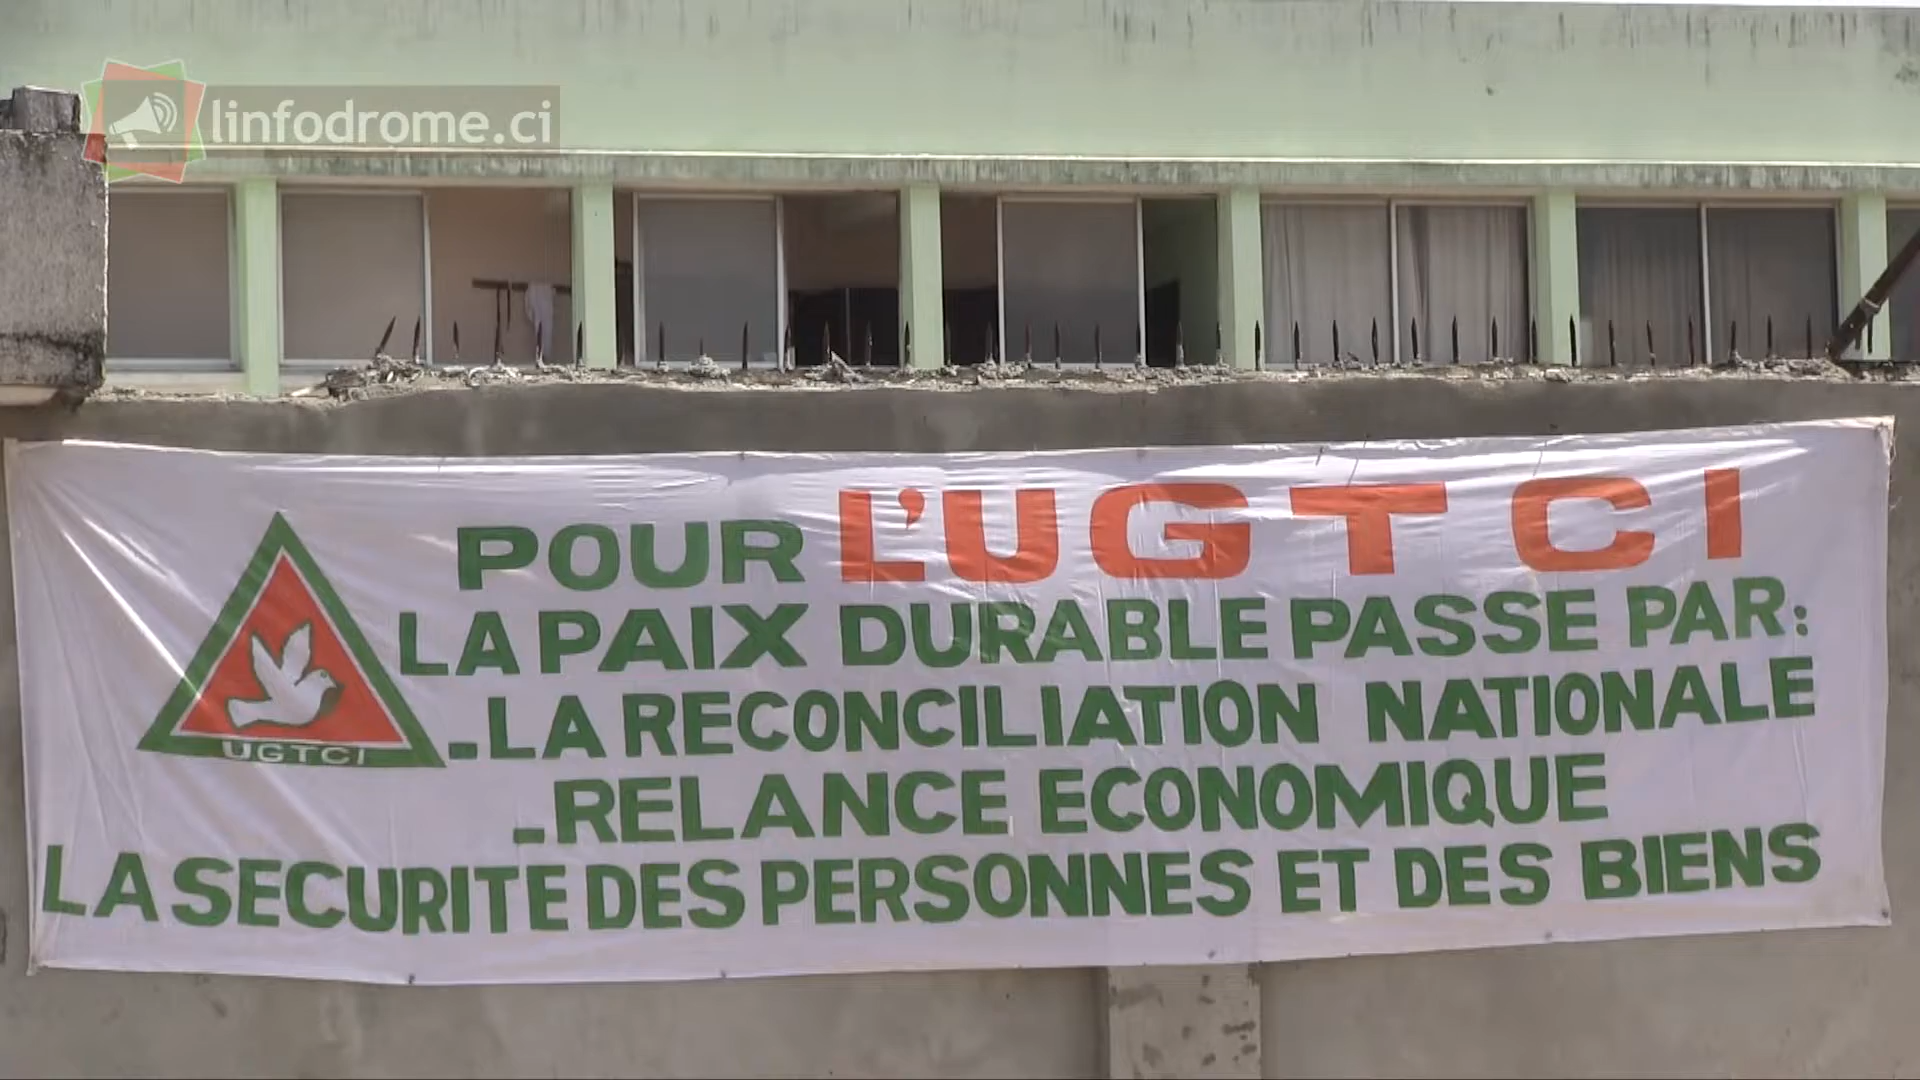 linfodrome.ci
POUR L'UGTCI
LA PAIX DURABLE PASSE PAR:
-LA RECONCILIATION NATIONALE
UGTCI
-RELANCE ECONOMIQUE
LA SECURITE DES PERSONNES ET DES BIENS